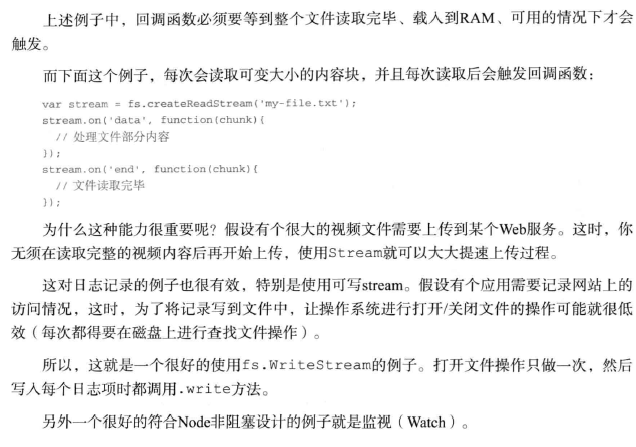 上述例子中，回调函数必须要等到整个文件读取完毕、载入到RAM、可用的情况下才会
触发。
而下面这个例子，每次会读取可变大小的内容块，并且每次读取后会触发回调函数：
var stream = fs.createReadStream('my-file.txt');
stream.on('data', function(chunk){
// 处理文件部分内容
});
stream.on('end', function(chunk){
// 文件读取完毕
});
为什么这种能力很重要呢？假设有个很大的视频文件需要上传到某个Web服务。这时，你
无须在读取完整的视频内容后再开始上传，使用Stream就可以大大提速上传过程。
这对日志记录的例子也很有效，特别是使用可写stream。假设有个应用需要记录网站上的
访问情况，这时，为了将记录写到文件中，让操作系统进行打开/关闭文件的操作可能就很低
效（每次都得要在磁盘上进行查找文件操作）。
所以，这就是一个很好的使用fs.WriteStream的例子。打开文件操作只做一次，然后
写入每个日志项时都调用.write方法。
另外一个很好的符合Node非阻塞设计的例子就是监视（Watch）。